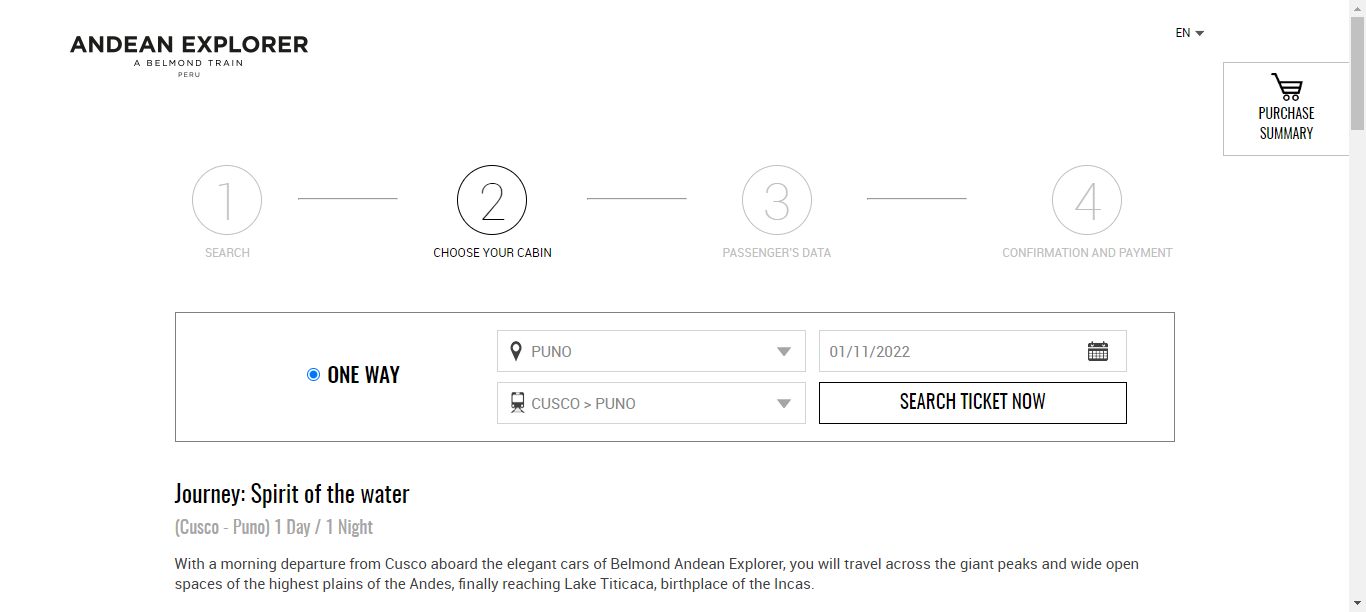 ANDEAN EXPLORER
A BELMOND TRAIN
PERU
EN
PURCHASE
SUMMARY
1
2
3
4
SEARCH
CHOOSE YOUR CABIN
PASSENGER'S DATA
CONFIRMATION AND PAYMENT
ONE WAY
PUNO
01/11/2022
CUSCO > PUNO
SEARCH TICKET NOW
Journey: Spirit of the water
(Cusco - Puno) 1 Day / 1 Night
With a morning departure from Cusco aboard the elegant cars of Belmond Andean Explorer, you will travel across the giant peaks and wide open
spaces of the highest plains of the Andes, finally reaching Lake Titicaca, birthplace of the Incas.